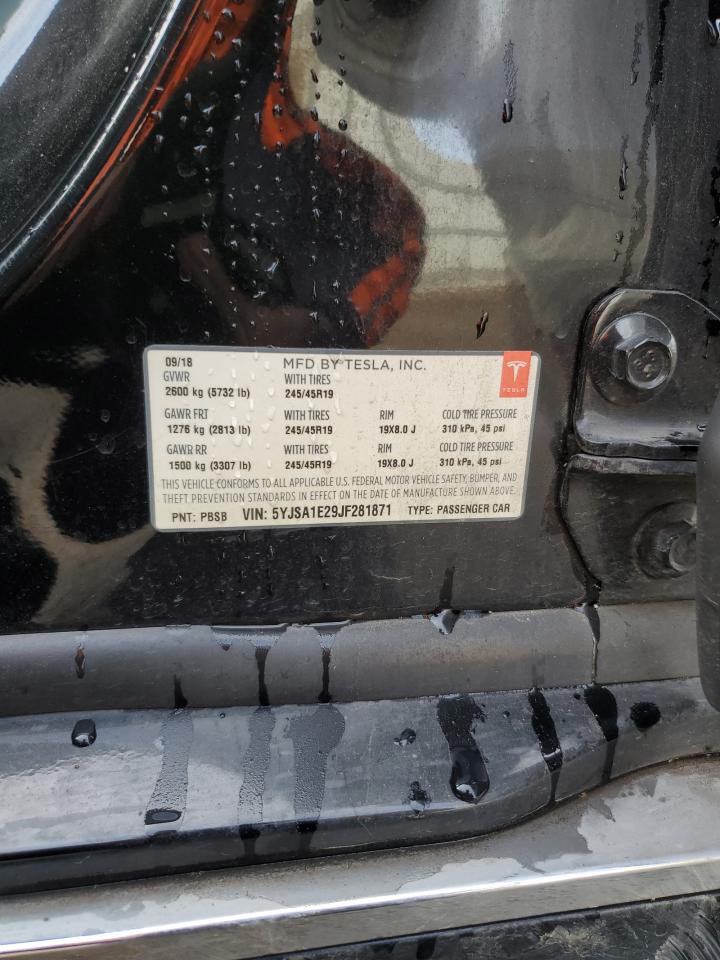 09/18 MFD BY TESLA, INC.
GVWR WITH TIRES
2600 kg (5732 lb) 245/45R19
TESLA
GAWR FRT WITH TIRES RIM COLD TIRE PRESSURE
1276 kg (2813 lb) 245/45R19 19X8.0 J 310 kPa, 45 psi
GAWR RR WITH TIRES RIM COLD TIRE PRESSURE
1500 kg (3307 lb) 245/45R19 19X8.0 J 310 kPa, 45 psi
THIS VEHICLE CONFORMS TO ALL APPLICABLE U.S. FEDERAL MOTOR VEHICLE SAFETY, BUMPER, AND
THEFT PREVENTION STANDARDS IN EFFECT ON THE DATE OF MANUFACTURE SHOWN ABOVE.
PNT: PBSB VIN: 5YJSA1E29JF281871 TYPE: PASSENGER CAR